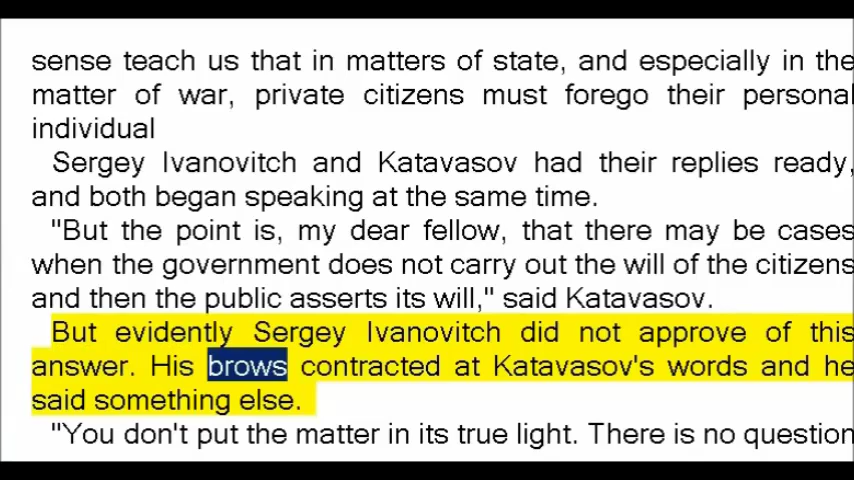 sense teach us that in matters of state, and especially in the
matter of war, private citizens must forego their personal
individual
Sergey Ivanovitch and Katavasov had their replies ready,
and both began speaking at the same time.
"But the point is, my dear fellow, that there may be cases
when the government does not carry out the will of the citizens
and then the public asserts its will," said Katavasov.
But evidently Sergey Ivanovitch did not approve of this
answer. His brows contracted at Katavasov's words and he
said something else.
"You don't put the matter in its true light. There is no question